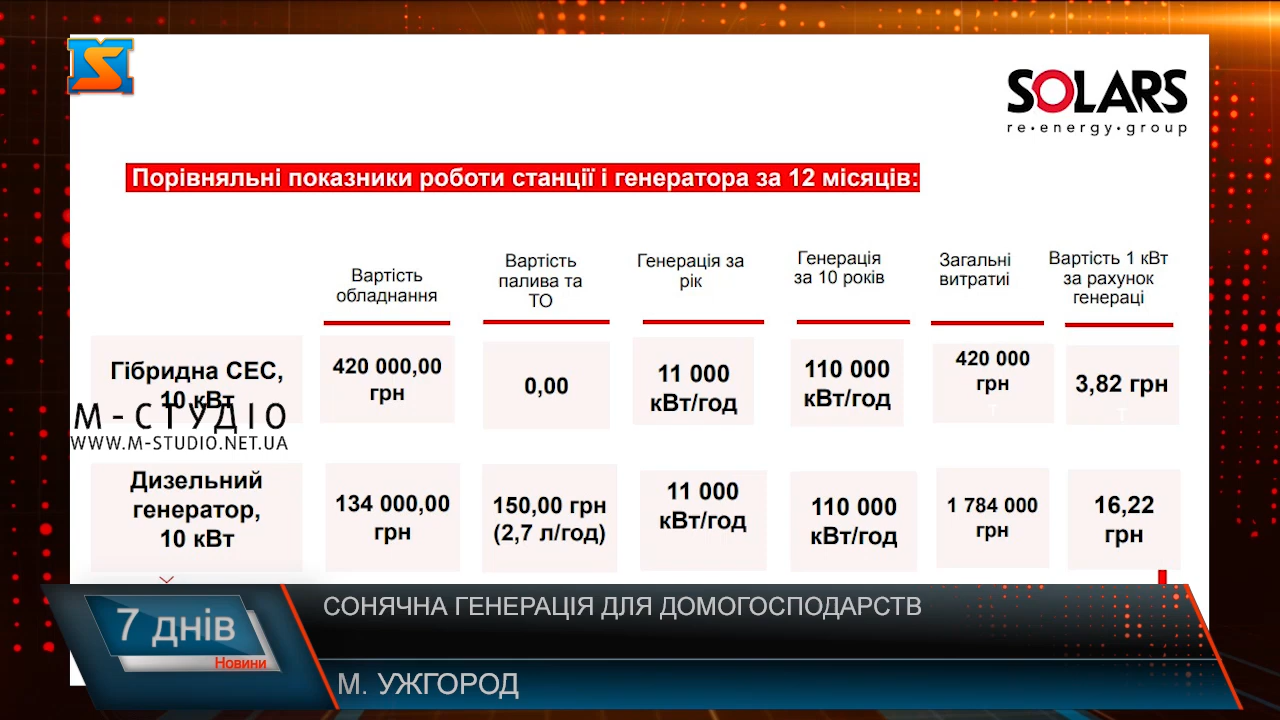 SOLARS
re·energy·group
Порівняльні показники роботи станції і генератора за 12 місяців:
Вартість
обладнання
Вартість
палива та
ТО
Генерація за
рік
Генерація
за 10 років
Загальні
витратиі
Вартість 1 кВт
за рахунок
генераці
Гібридна СЕС,
10 кВт
420 000,00
грн
0,00
11 000
кВт/год
110 000
кВт/год
420 000
грн
3,82 грн
М-СТУДІО
WWW.M-STUDIO.NET.UA
Дизельний
генератор,
10 кВт
134 000,00
грн
150,00 грн
(2,7 л/год)
11 000
кВт/год
110 000
кВт/год
1 784 000
грн
16,22
грн
7 днів
Новини
СОНЯЧНА ГЕНЕРАЦІЯ ДЛЯ ДОМОГОСПОДАРСТВ
М. УЖГОРОД